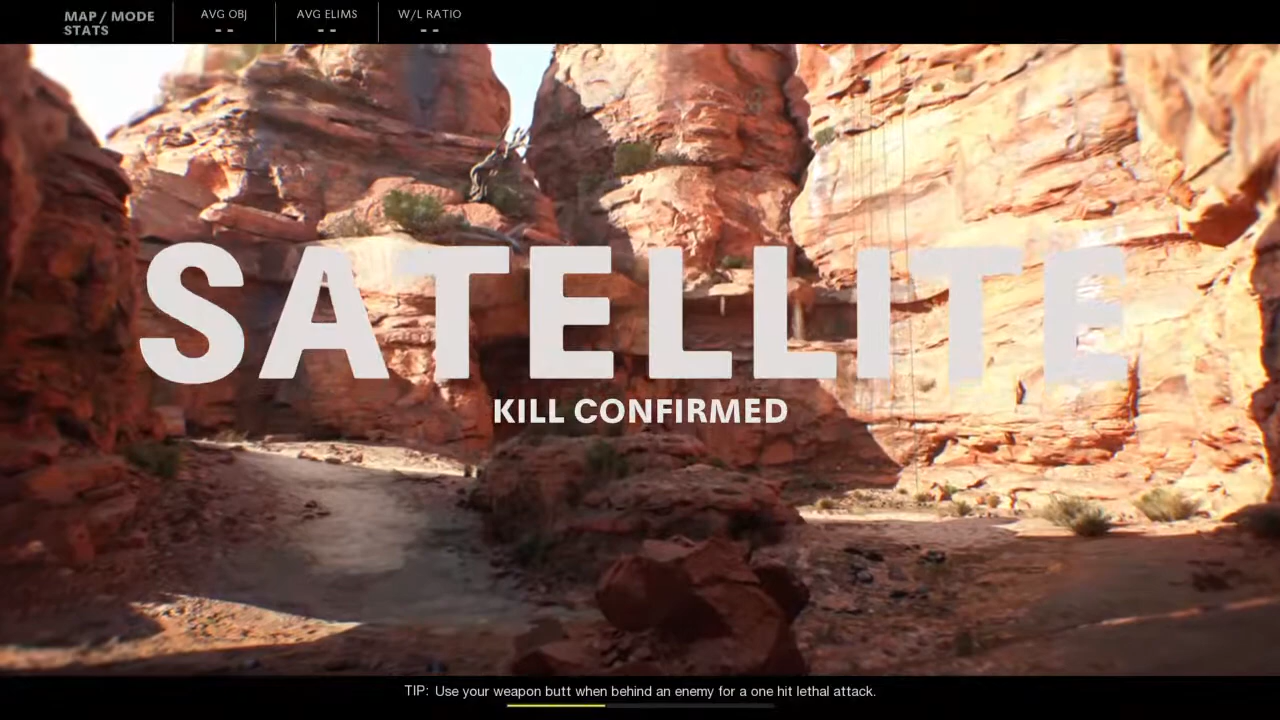 MAP / MODE
STATS
AVG OBJ
- -
AVG ELIMS
- -
W/L RATIO
- -
SATELLITE
KILL CONFIRMED
TIP: Use your weapon butt when behind an enemy for a one hit lethal attack.